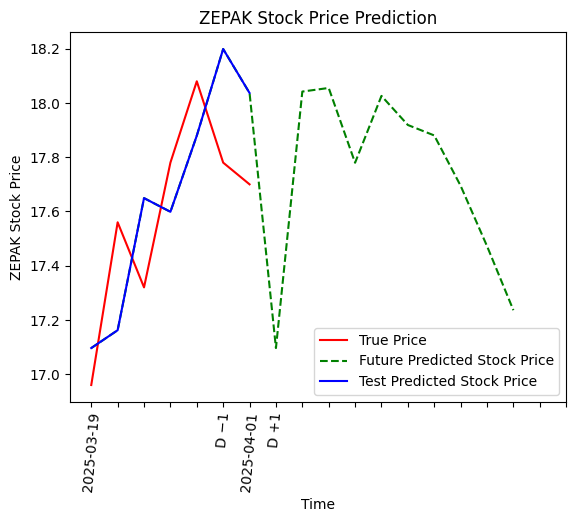 ZEPAK Stock Price Prediction
18.2
18.0
17.8
17.6
17.4
17.2
17.0
ZEPAK Stock Price
True Price
Future Predicted Stock Price
Test Predicted Stock Price
2025-03-19
D −1
2025-04-01
D +1
Time